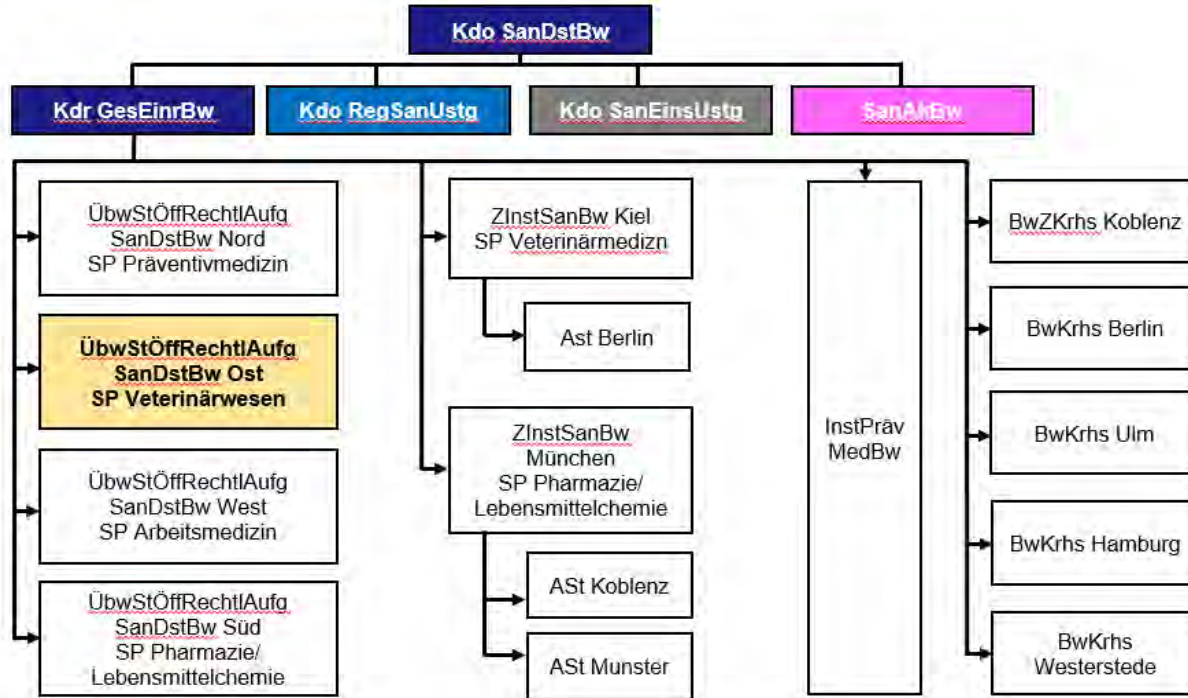 Kdo SanDstBw
Kdr GesEinrBw
Kdo RegSanUstg
Kdo SanEinsUstg
SanAkBw
ÜbwStÖffRechtlAufg
SanDstBw Nord
SP Präventivmedizin
ÜbwStÖffRechtlAufg
SanDstBw Ost
SP Veterinärwesen
ÜbwStÖffRechtlAufg
SanDstBw West
SP Arbeitsmedizin
ÜbwStÖffRechtlAufg
SanDstBw Süd
SP Pharmazie/
Lebensmittelchemie
ZInstSanBw Kiel
SP Veterinärmedizn
Ast Berlin
ZInstSanBw
München
SP Pharmazie/
Lebensmittelchemie
ASt Koblenz
ASt Munster
InstPräv
MedBw
BwZKrhs Koblenz
BwKrhs Berlin
BwKrhs Ulm
BwKrhs Hamburg
BwKrhs
Westerstede